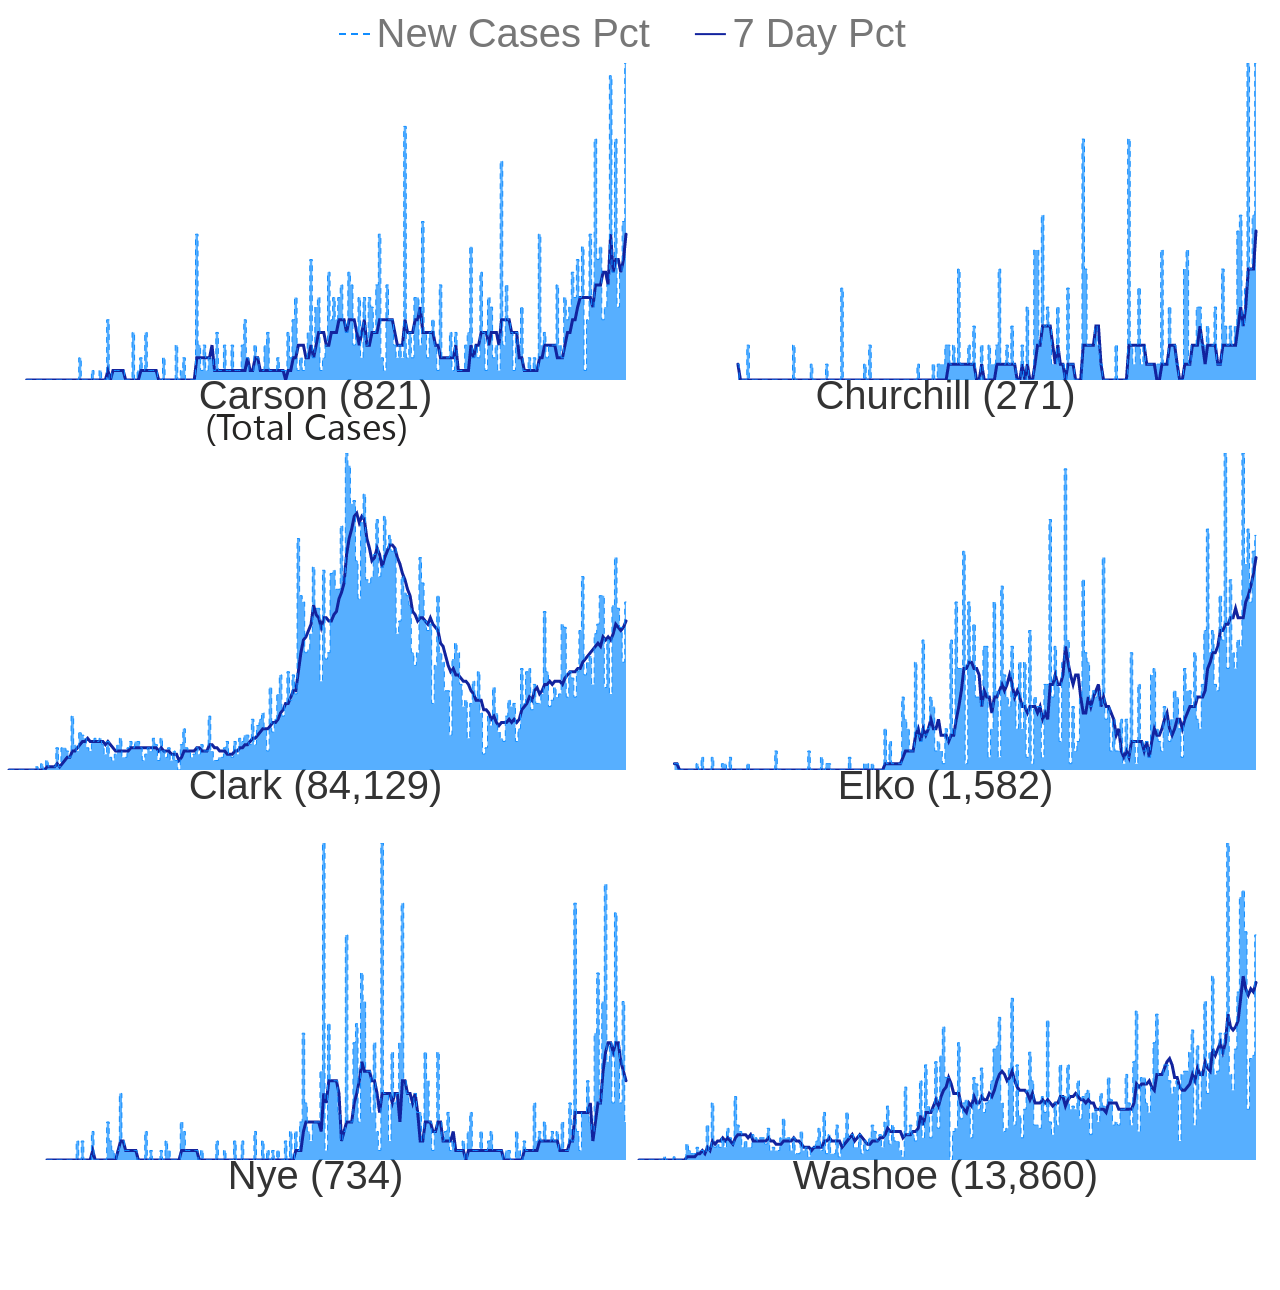 New Cases Pct 7 Day Pct
Carson (821) Churchill (271)
(Total Cases)
Clark (84,129) Elko (1,582)
Nye (734) Washoe (13,860)